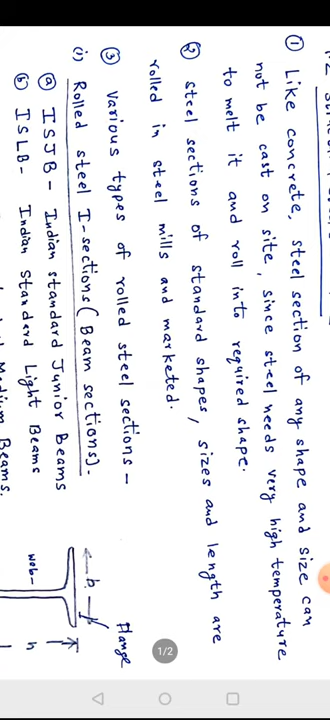 ① Like concrete, steel section of any shape and size can
not be cast on site, since steel needs very high temperature
to melt it and roll into required shape.
② Steel sections of standard shapes, sizes and length are
rolled in steel mills and marketed.
③ Various types of rolled steel sections -
(i) Rolled steel I-sections (Beam sections).
ⓐ ISJB - Indian Standard Junior Beams
ⓑ ISLB - Indian Standard Light Beams
Medium Beams.
b
Flange
Web
h
1/2